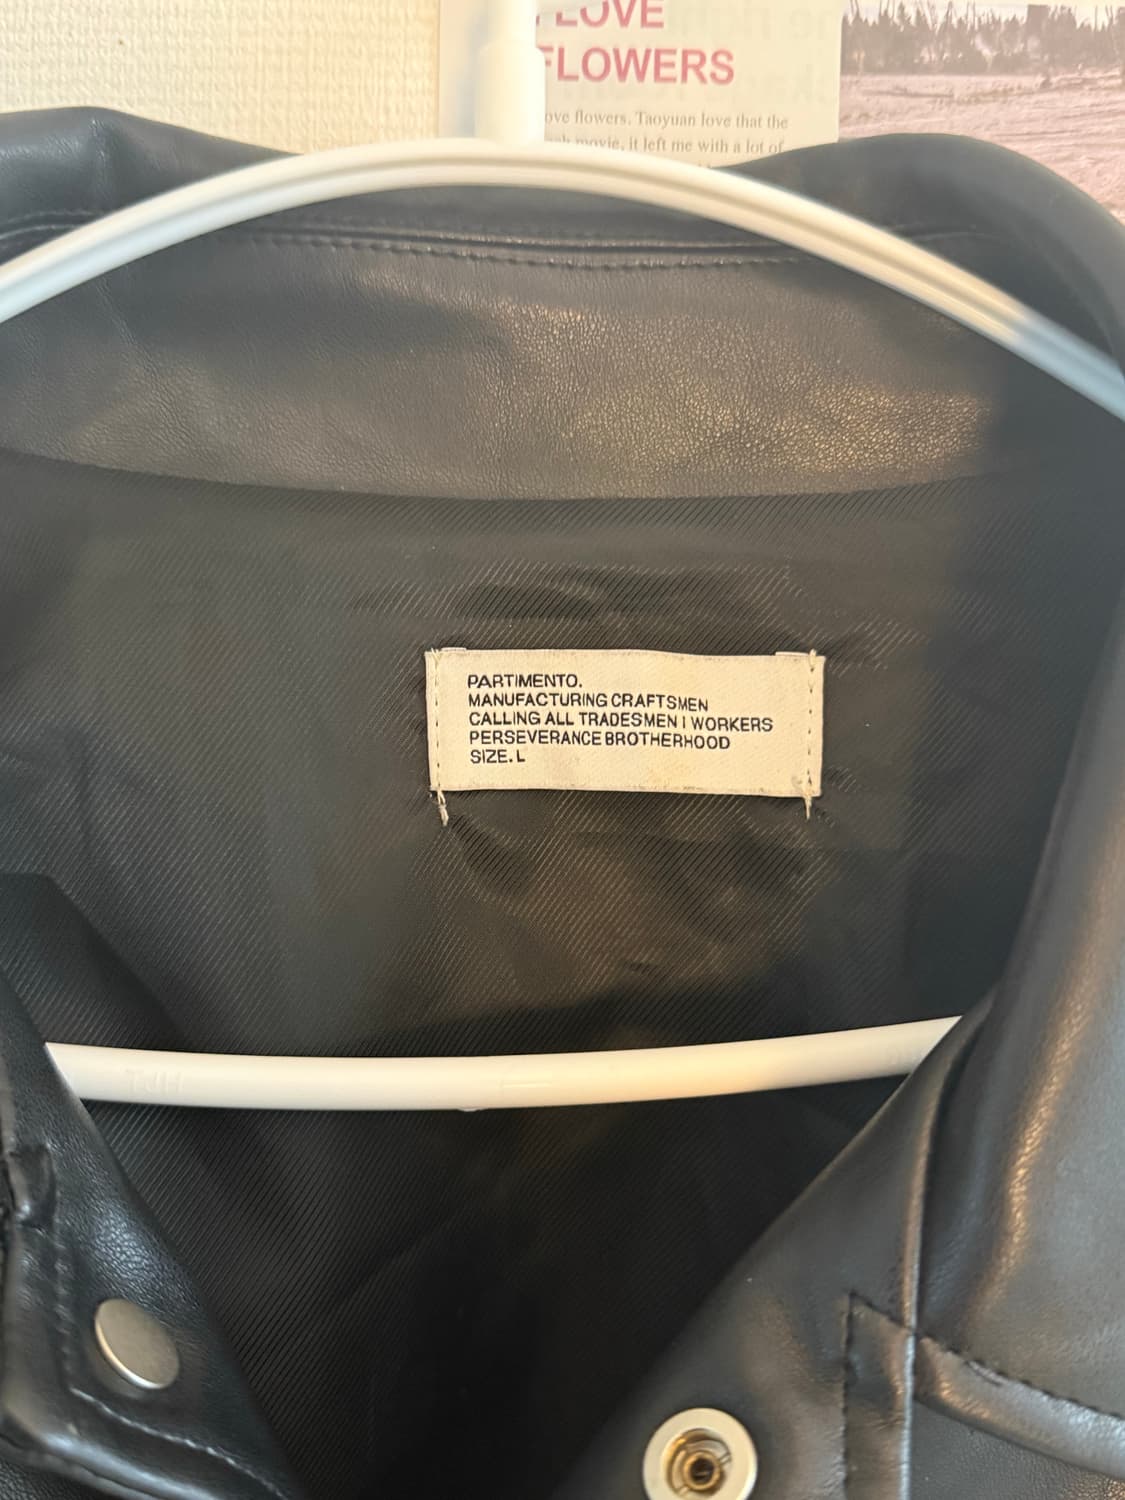 LOVE
FLOWERS
ove flowers. Taoyuan love that the
movie, it left me with a lot of
PARTIMENTO.
MANUFACTURING CRAFTSMEN
CALLING ALL TRADESMEN I WORKERS
PERSEVERANCE BROTHERHOOD
SIZE. L